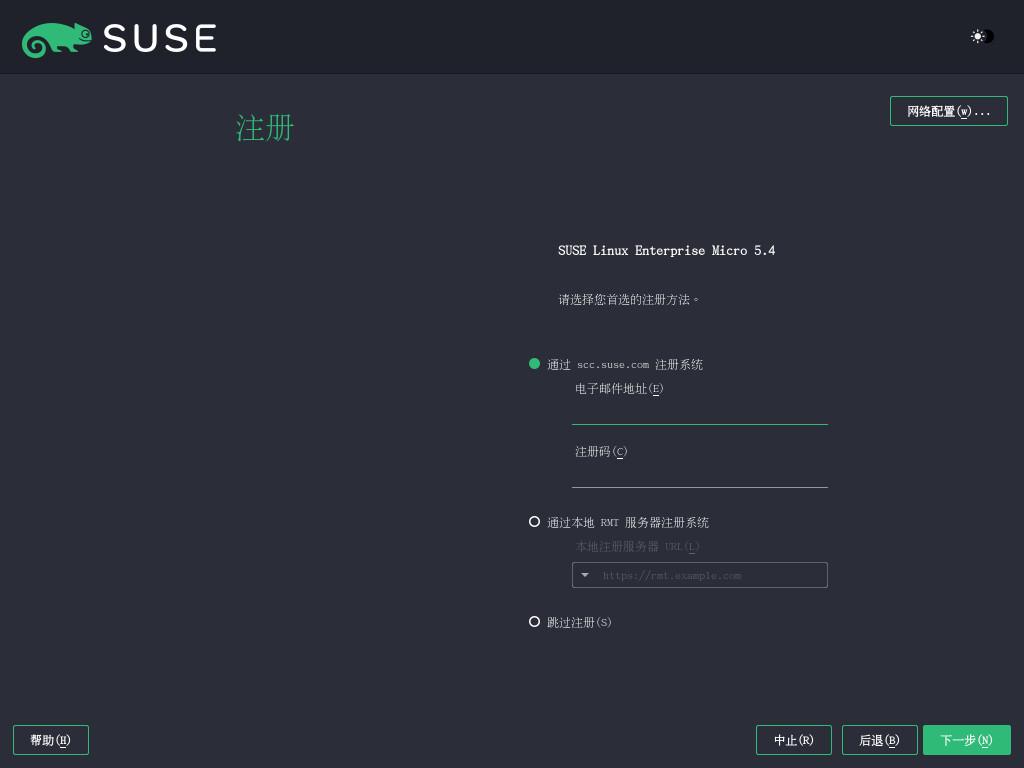 SUSE
网络配置(w)...
注册
SUSE Linux Enterprise Micro 5.4
请选择您首选的注册方法。
通过 scc.suse.com 注册系统
电子邮件地址(E)
注册码(C)
通过本地 RMT 服务器注册系统
本地注册服务器 URL(L)
https://rmt.example.com
跳过注册(S)
帮助(H)
中止(R)
后退(B)
下一步(N)